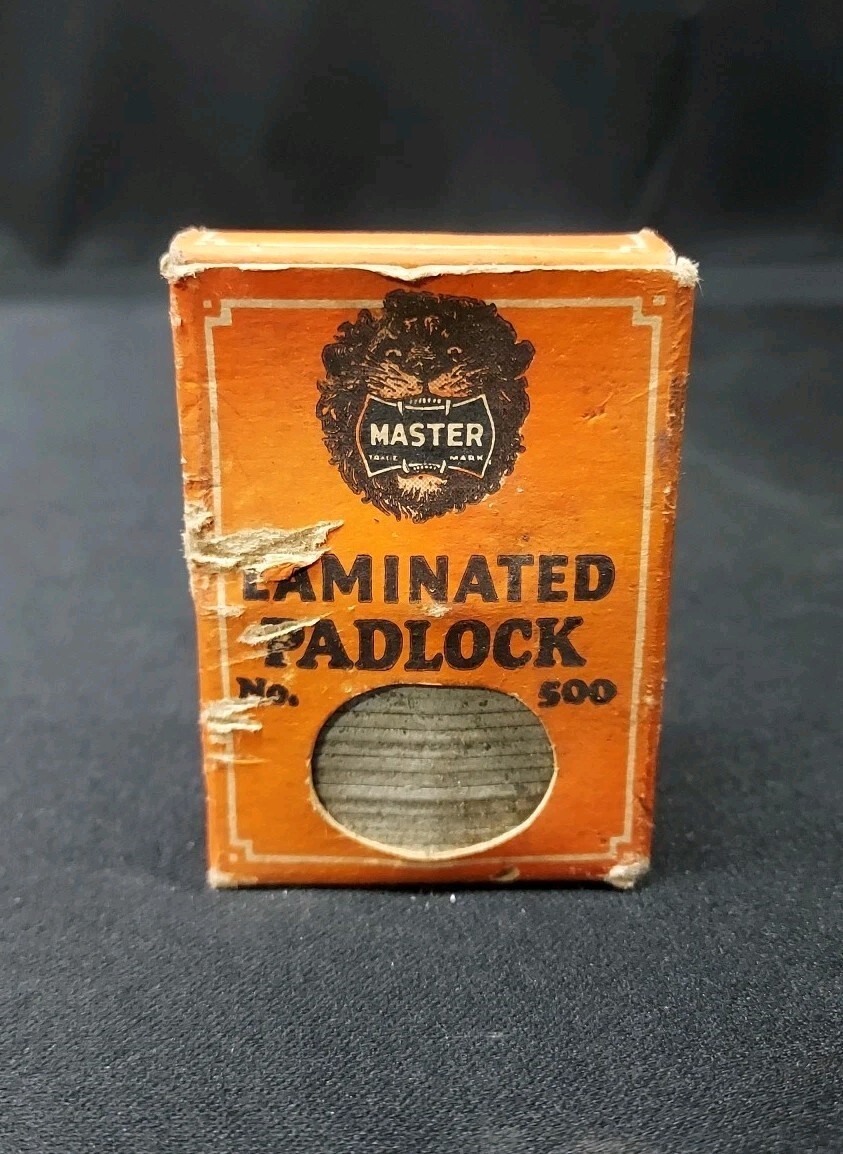 MASTER
TRADE MARK
LAMINATED
PADLOCK
No. 500